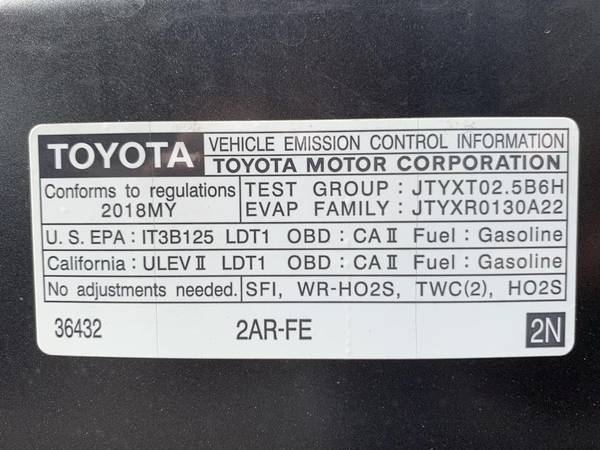 TOYOTA VEHICLE EMISSION CONTROL INFORMATION
TOYOTA MOTOR CORPORATION
Conforms to regulations TEST GROUP : JTYXT02.5B6H
2018MY EVAP FAMILY : JTYXR0130A22
U. S. EPA : IT3B125 LDT1 OBD : CA II Fuel : Gasoline
California : ULEV II LDT1 OBD : CA II Fuel : Gasoline
No adjustments needed. SFI, WR-HO2S, TWC(2), HO2S
36432 2AR-FE 2N